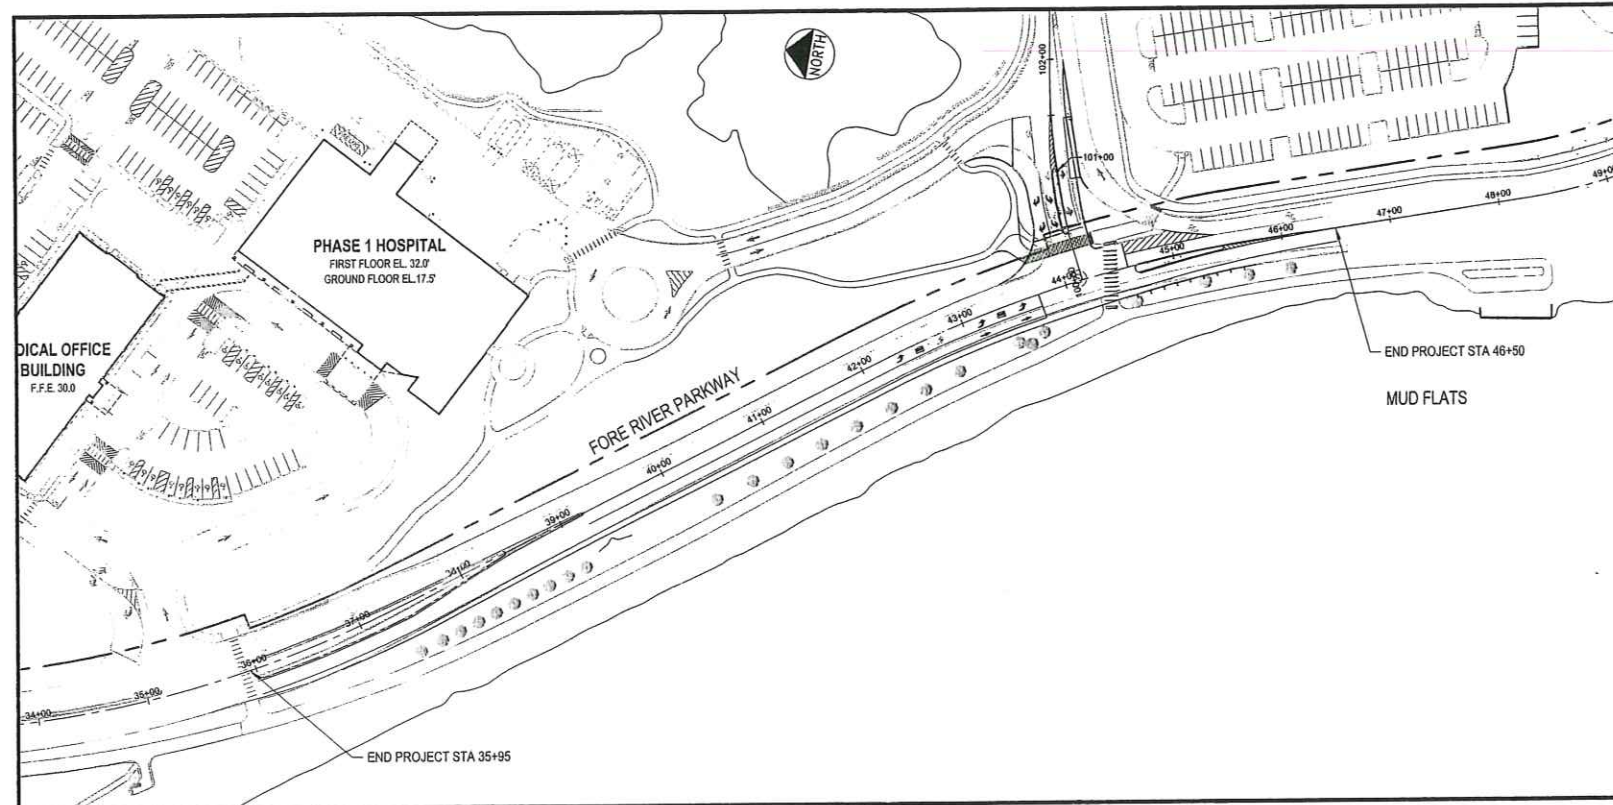 NORTH
102+00
101+00
PHASE 1 HOSPITAL
FIRST FLOOR EL. 32.0'
GROUND FLOOR EL.17.5'
DICAL OFFICE
BUILDING
F.F.E. 30.0
FORE RIVER PARKWAY
34+00
35+00
36+00
37+00
39+00
40+00
41+00
42+00
43+00
44+00
45+00
46+00
47+00
48+00
49+00
END PROJECT STA 46+50
MUD FLATS
END PROJECT STA 35+95